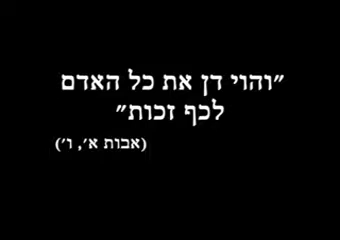 "והוי דן את כל האדם
לכף זכות"
(אבות א', ו')